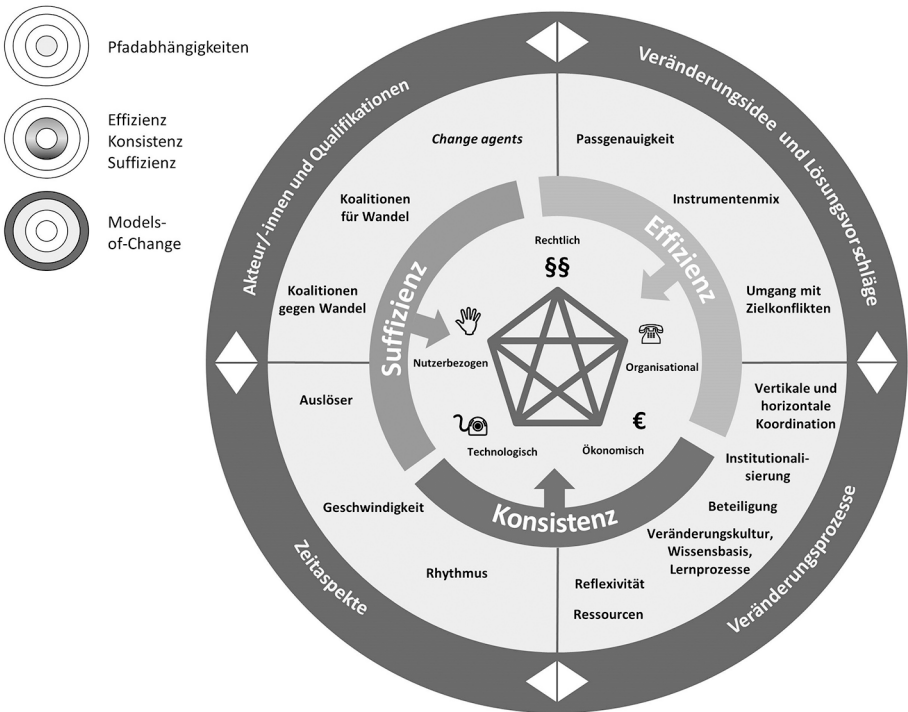 Pfadabhängigkeiten
Effizienz
Konsistenz
Suffizienz
Models-
of-Change
Akteur/-innen und Qualifikationen
Veränderungsidee und Lösungsvorschläge
Change agents
Koalitionen
für Wandel
Koalitionen
gegen Wandel
Passgenauigkeit
Instrumentenmix
Umgang mit
Zielkonflikten
Suffizienz
Effizienz
Rechtlich
§§
Nutzerbezogen
Organisational
Technologisch
€
Ökonomisch
Konsistenz
Auslöser
Geschwindigkeit
Rhythmus
Vertikale und
horizontale
Koordination
Institutionali-
sierung
Beteiligung
Veränderungskultur,
Wissensbasis,
Lernprozesse
Reflexivität
Ressourcen
Zeitaspekte
Veränderungsprozesse